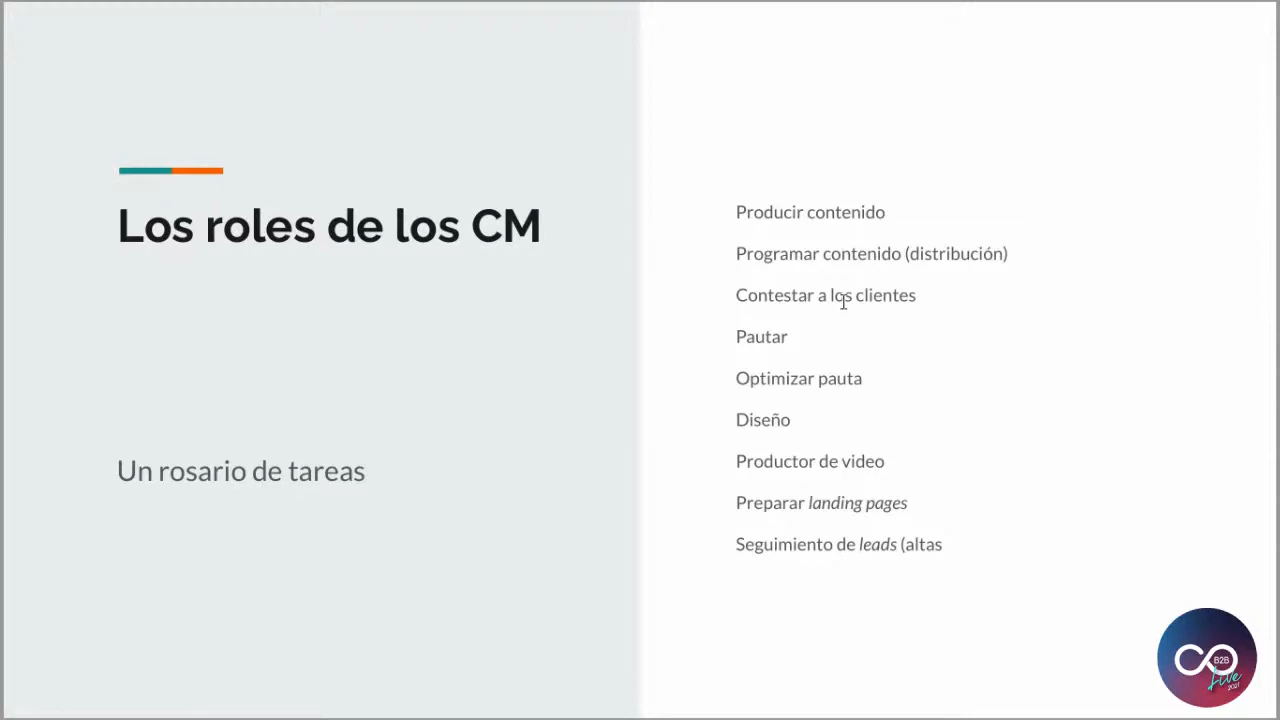 Los roles de los CM
Un rosario de tareas
Producir contenido
Programar contenido (distribución)
Contestar a los clientes
Pautar
Optimizar pauta
Diseño
Productor de video
Preparar landing pages
Seguimiento de leads (altas
B2B
Live
2021